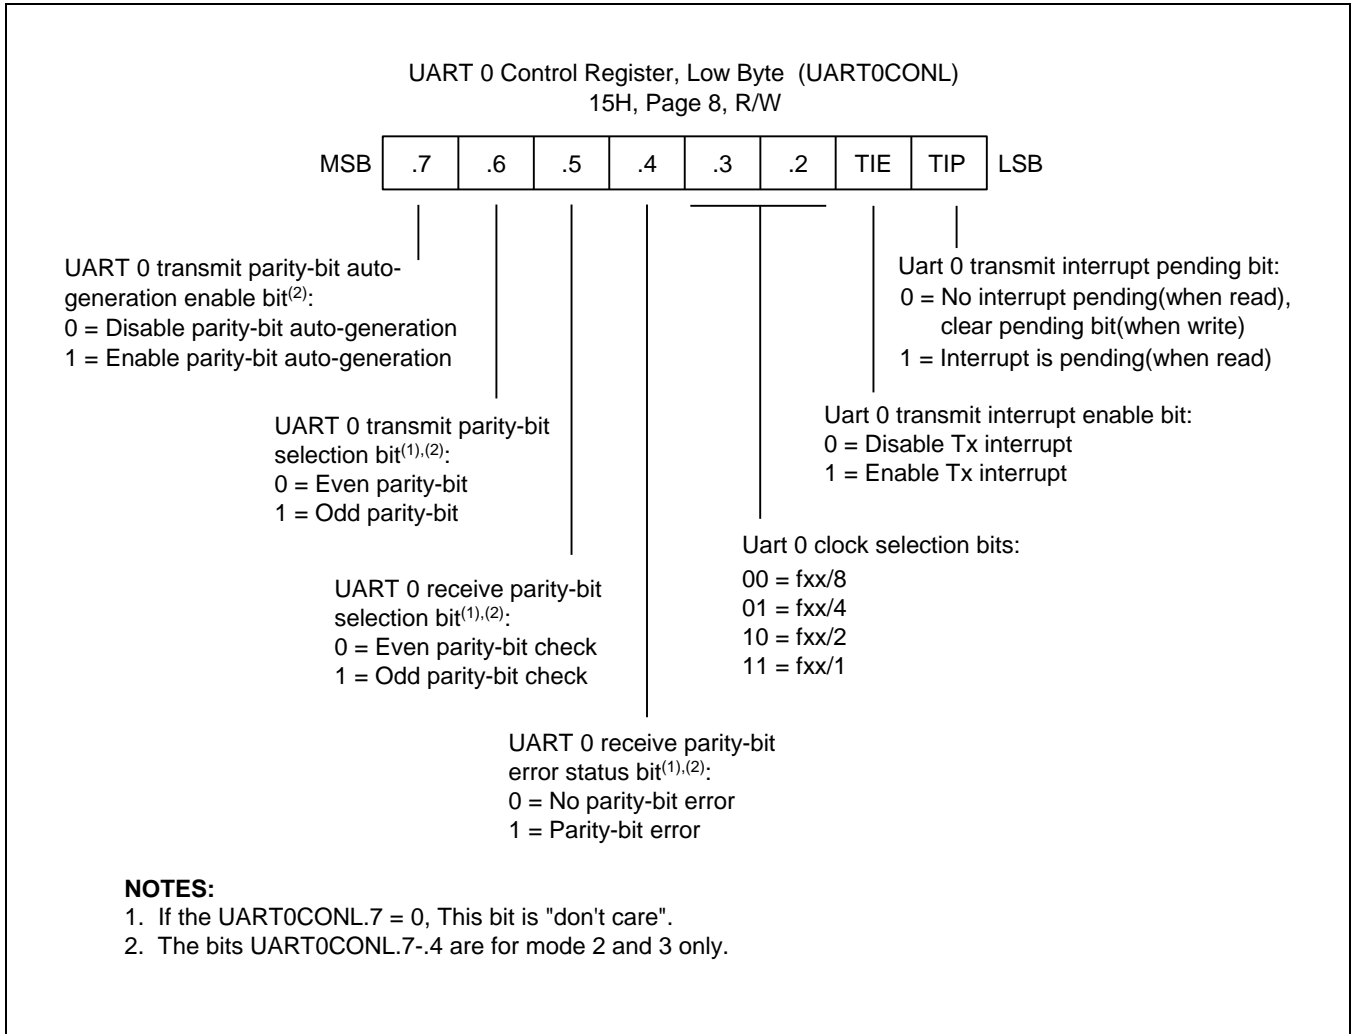 UART 0 Control Register, Low Byte (UART0CONL)
15H, Page 8, R/W
MSB .7 .6 .5 .4 .3 .2 TIE TIP LSB
UART 0 transmit parity-bit auto-
generation enable bit(2):
0 = Disable parity-bit auto-generation
1 = Enable parity-bit auto-generation
Uart 0 transmit interrupt pending bit:
0 = No interrupt pending(when read),
clear pending bit(when write)
1 = Interrupt is pending(when read)
UART 0 transmit parity-bit
selection bit(1),(2):
0 = Even parity-bit
1 = Odd parity-bit
Uart 0 transmit interrupt enable bit:
0 = Disable Tx interrupt
1 = Enable Tx interrupt
UART 0 receive parity-bit
selection bit(1),(2):
0 = Even parity-bit check
1 = Odd parity-bit check
Uart 0 clock selection bits:
00 = fxx/8
01 = fxx/4
10 = fxx/2
11 = fxx/1
UART 0 receive parity-bit
error status bit(1),(2):
0 = No parity-bit error
1 = Parity-bit error
NOTES:
1. If the UART0CONL.7 = 0, This bit is "don't care".
2. The bits UART0CONL.7-.4 are for mode 2 and 3 only.